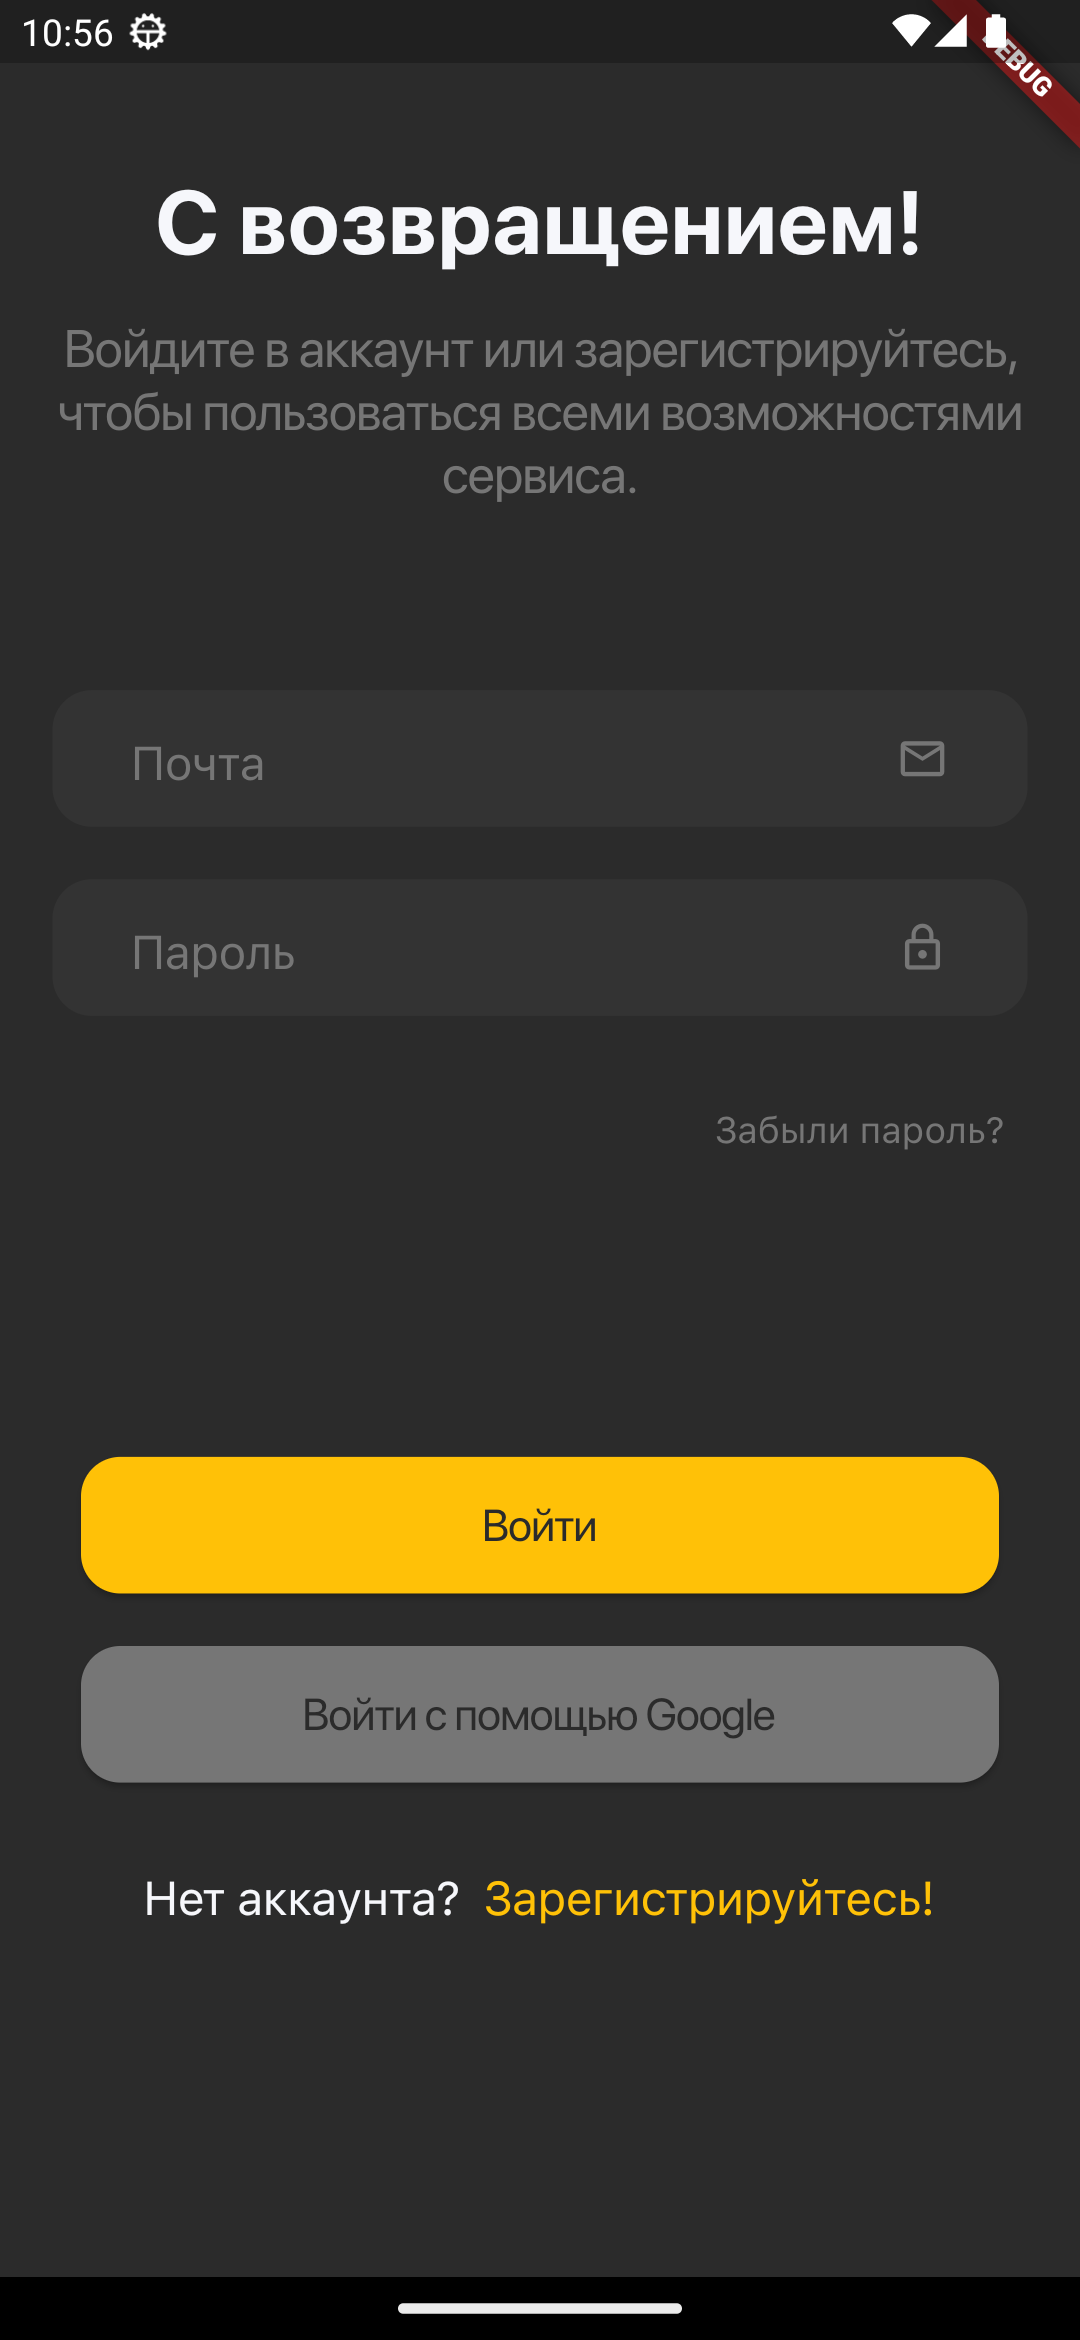 10:56
DEBUG
С возвращением!
Войдите в аккаунт или зарегистрируйтесь,
чтобы пользоваться всеми возможностями
сервиса.
Почта
Пароль
Забыли пароль?
Войти
Войти с помощью Google
Нет аккаунта? Зарегистрируйтесь!